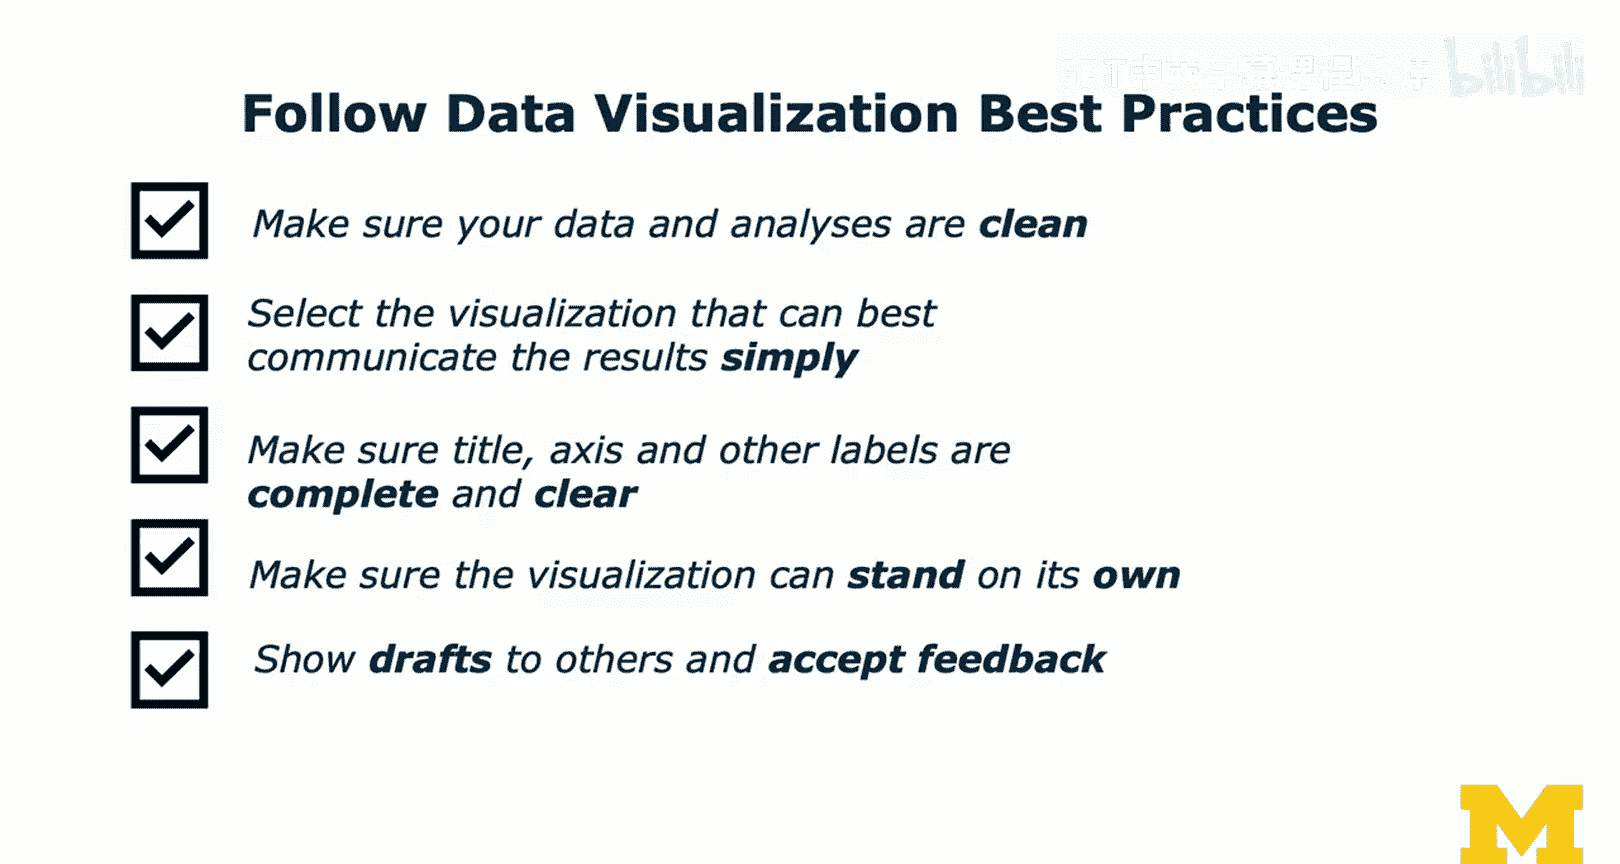 bilibili
Follow Data Visualization Best Practices
Make sure your data and analyses are clean
Select the visualization that can best
communicate the results simply
Make sure title, axis and other labels are
complete and clear
Make sure the visualization can stand on its own
Show drafts to others and accept feedback
M